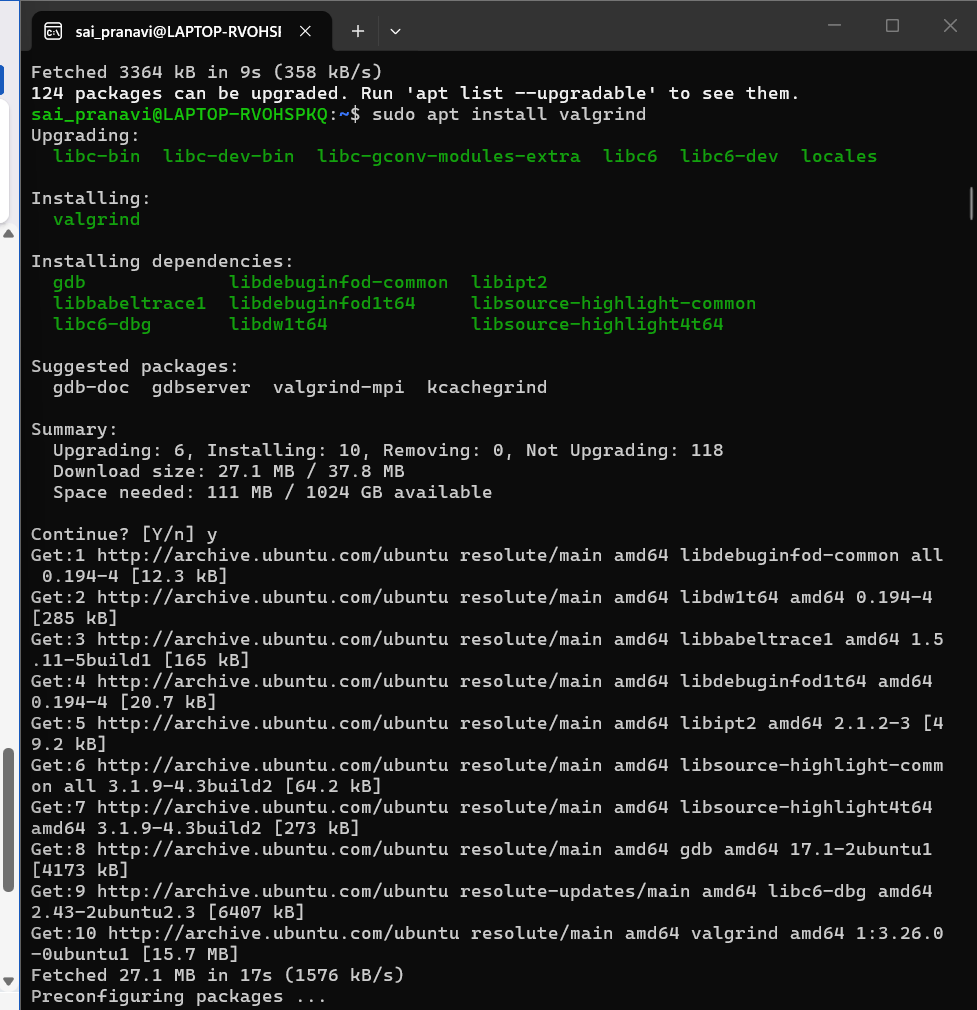 sai_pranavi@LAPTOP-RVOHSI
Fetched 3364 kB in 9s (358 kB/s)
124 packages can be upgraded. Run 'apt list --upgradable' to see them.
sai_pranavi@LAPTOP-RVOHSPKQ:~$ sudo apt install valgrind
Upgrading:
  libc-bin  libc-dev-bin  libc-gconv-modules-extra  libc6  libc6-dev  locales
Installing:
  valgrind
Installing dependencies:
  gdb             libdebuginfod-common  libipt2
  libbabeltrace1  libdebuginfod1t64     libsource-highlight-common
  libc6-dbg       libdw1t64             libsource-highlight4t64
Suggested packages:
  gdb-doc  gdbserver  valgrind-mpi  kcachegrind
Summary:
  Upgrading: 6, Installing: 10, Removing: 0, Not Upgrading: 118
  Download size: 27.1 MB / 37.8 MB
  Space needed: 111 MB / 1024 GB available
Continue? [Y/n] y
Get:1 http://archive.ubuntu.com/ubuntu resolute/main amd64 libdebuginfod-common all
 0.194-4 [12.3 kB]
Get:2 http://archive.ubuntu.com/ubuntu resolute/main amd64 libdw1t64 amd64 0.194-4
[285 kB]
Get:3 http://archive.ubuntu.com/ubuntu resolute/main amd64 libbabeltrace1 amd64 1.5
.11-5build1 [165 kB]
Get:4 http://archive.ubuntu.com/ubuntu resolute/main amd64 libdebuginfod1t64 amd64
0.194-4 [20.7 kB]
Get:5 http://archive.ubuntu.com/ubuntu resolute/main amd64 libipt2 amd64 2.1.2-3 [4
9.2 kB]
Get:6 http://archive.ubuntu.com/ubuntu resolute/main amd64 libsource-highlight-comm
on all 3.1.9-4.3build2 [64.2 kB]
Get:7 http://archive.ubuntu.com/ubuntu resolute/main amd64 libsource-highlight4t64
amd64 3.1.9-4.3build2 [273 kB]
Get:8 http://archive.ubuntu.com/ubuntu resolute/main amd64 gdb amd64 17.1-2ubuntu1
[4173 kB]
Get:9 http://archive.ubuntu.com/ubuntu resolute-updates/main amd64 libc6-dbg amd64
2.43-2ubuntu2.3 [6407 kB]
Get:10 http://archive.ubuntu.com/ubuntu resolute/main amd64 valgrind amd64 1:3.26.0
-0ubuntu1 [15.7 MB]
Fetched 27.1 MB in 17s (1576 kB/s)
Preconfiguring packages ...